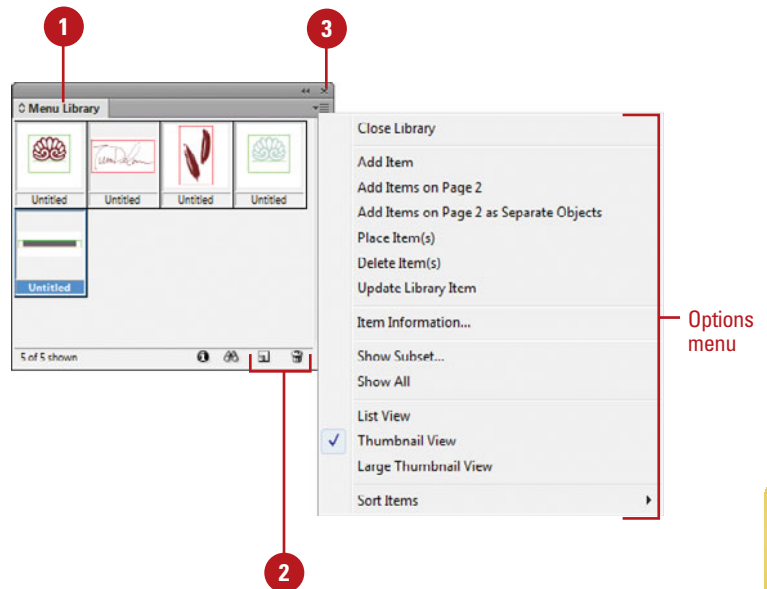 1
3
Menu Library
Untitled
Untitled
Untitled
Untitled
Untitled
5 of 5 shown
Close Library
Add Item
Add Items on Page 2
Add Items on Page 2 as Separate Objects
Place Item(s)
Delete Item(s)
Update Library Item
Item Information...
Show Subset...
Show All
List View
Thumbnail View
Large Thumbnail View
Sort Items
Options
menu
2